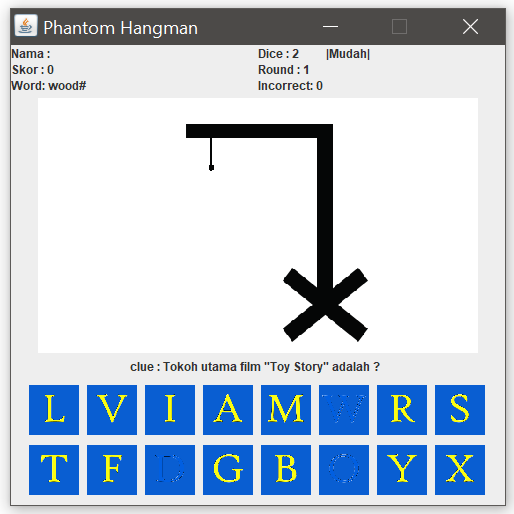 Phantom Hangman
Nama : Dice : 2 |Mudah|
Skor : 0 Round : 1
Word: wood# Incorrect: 0
clue : Tokoh utama film "Toy Story" adalah ?
L V I A M W R S
T F D G B O Y X